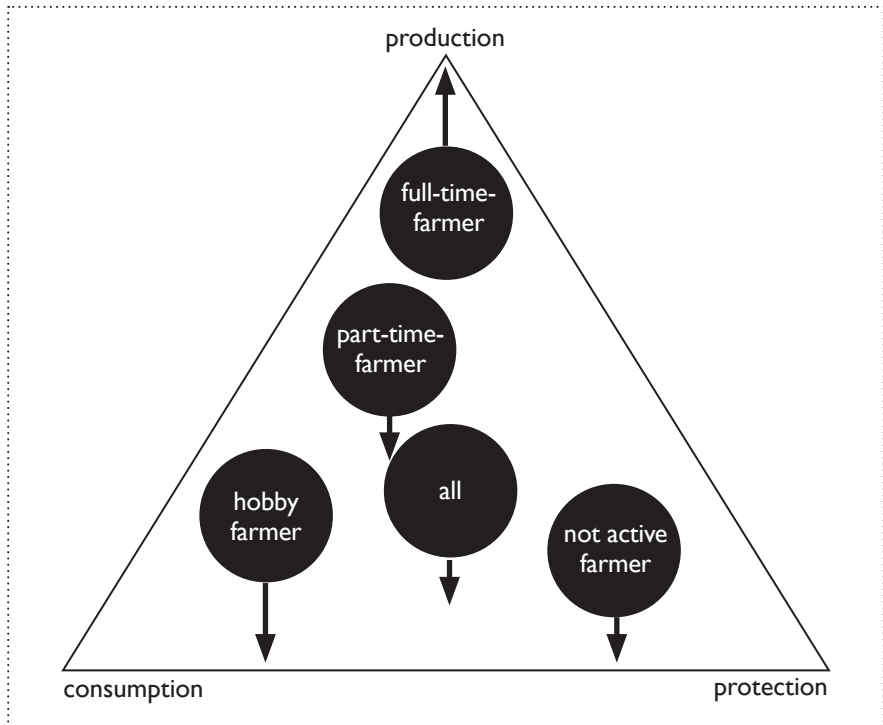 production
full-time-
farmer
part-time-
farmer
all
hobby
farmer
not active
farmer
consumption
protection